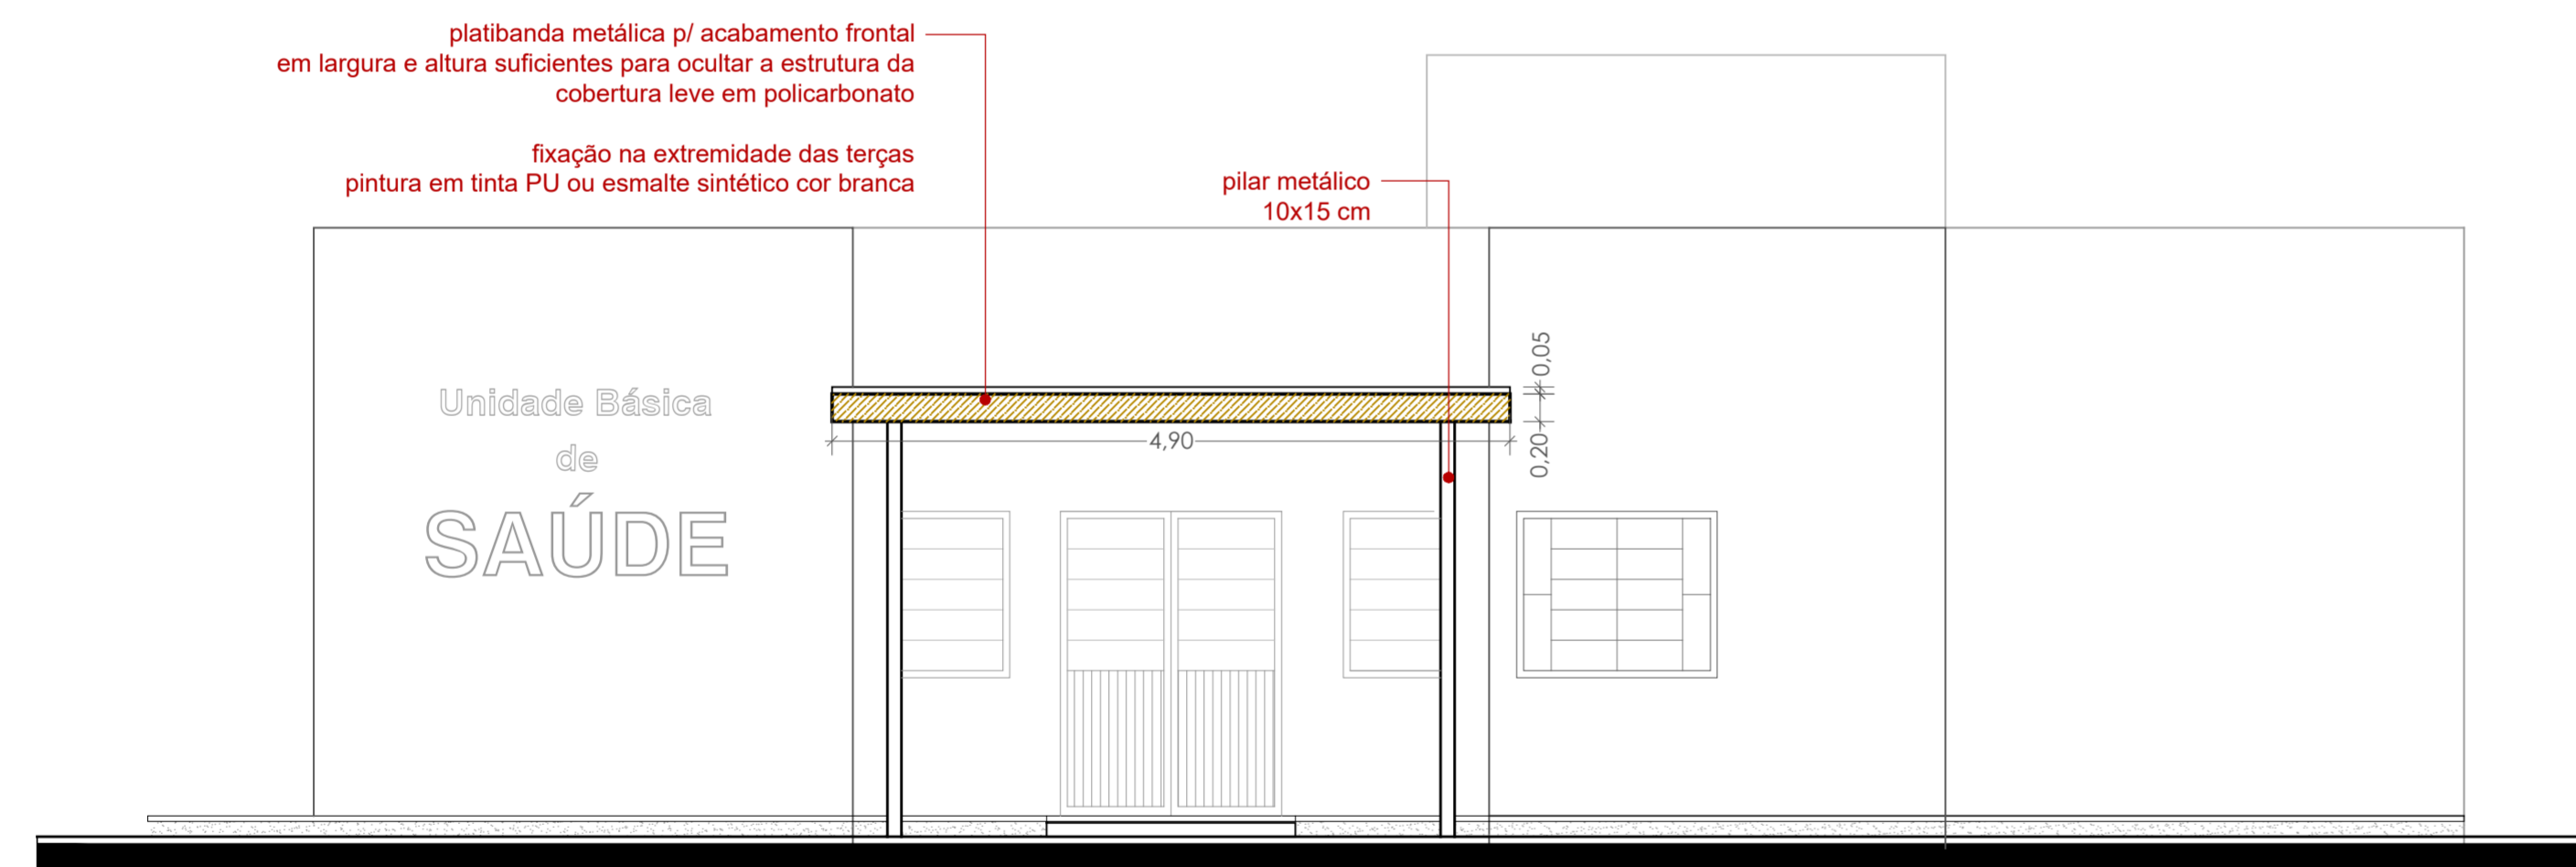 platibanda metálica p/ acabamento frontal
em largura e altura suficientes para ocultar a estrutura da
cobertura leve em policarbonato
fixação na extremidade das terças
pintura em tinta PU ou esmalte sintético cor branca
pilar metálico
10x15 cm
0,05
0,20
4,90
Unidade Básica
de
SAÚDE